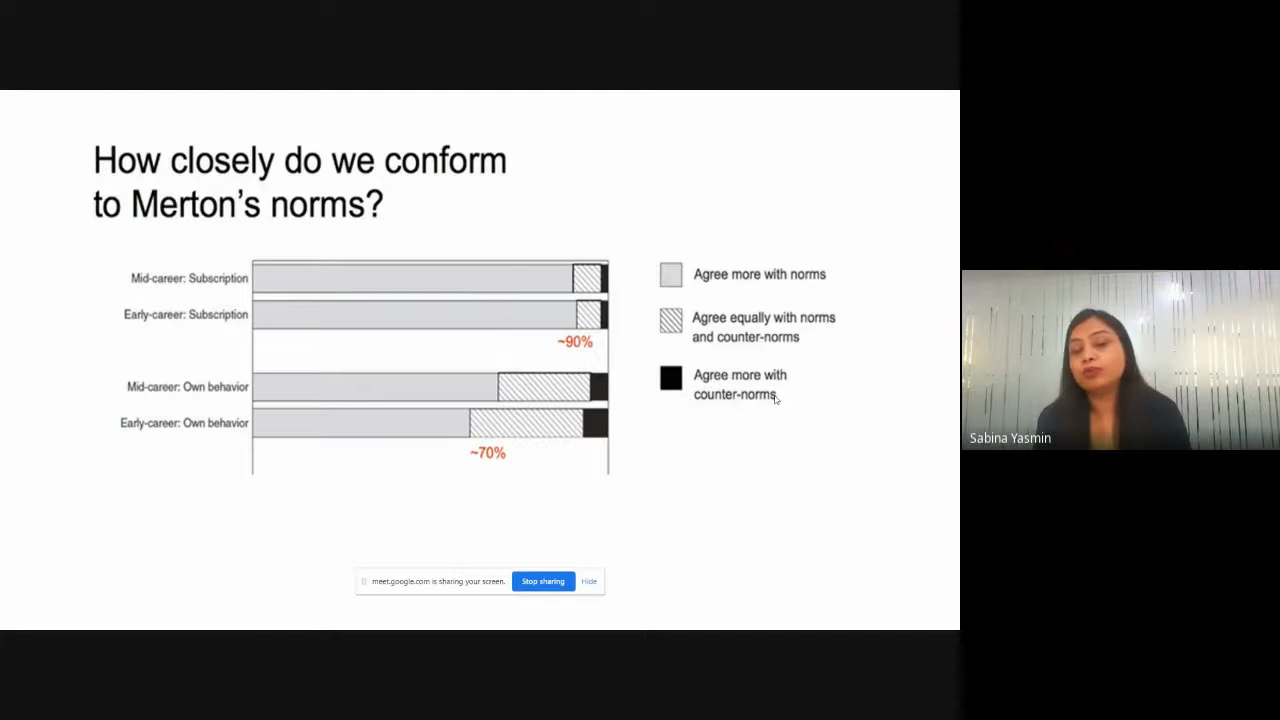 How closely do we conform
to Merton's norms?
Mid-career: Subscription
Early-career: Subscription
~90%
Mid-career: Own behavior
Early-career: Own behavior
~70%
Agree more with norms
Agree equally with norms
and counter-norms
Agree more with
counter-norms
meet.google.com is sharing your screen.
Stop sharing
Hide
Sabina Yasmin